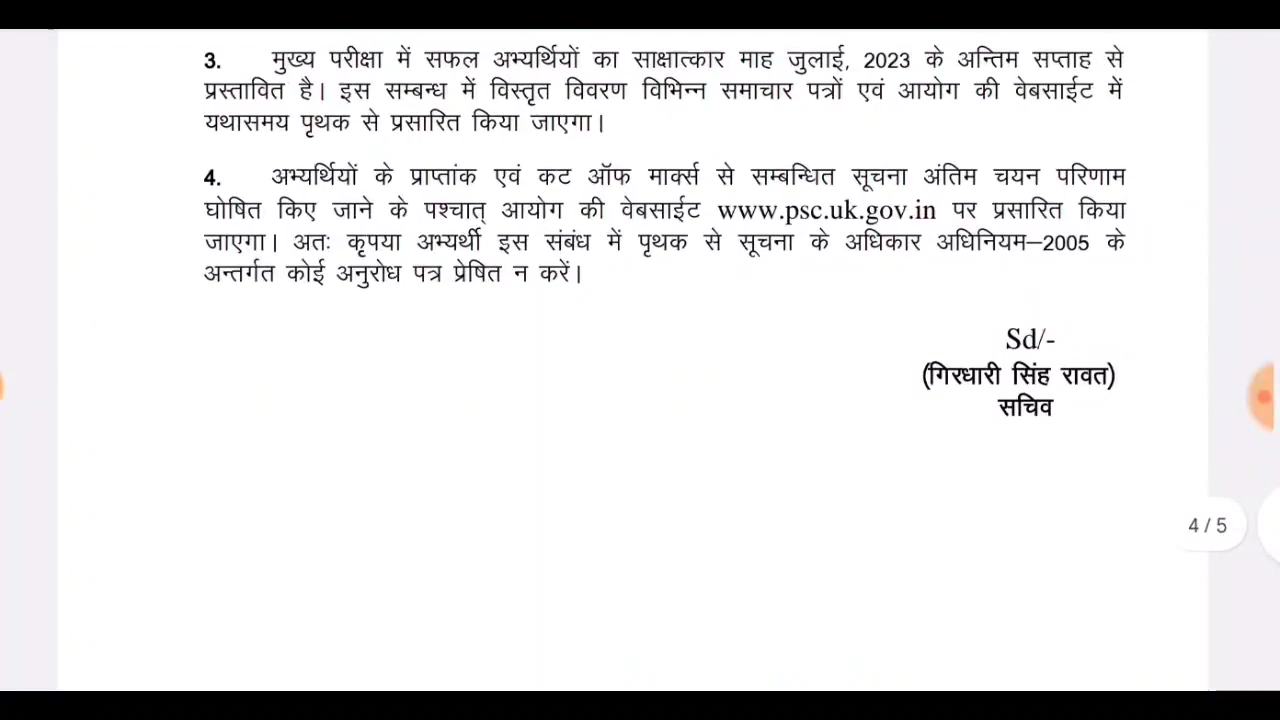 3. मुख्य परीक्षा में सफल अभ्यर्थियों का साक्षात्कार माह जुलाई, 2023 के अन्तिम सप्ताह से
प्रस्तावित है। इस सम्बन्ध में विस्तृत विवरण विभिन्न समाचार पत्रों एवं आयोग की वेबसाईट में
यथासमय पृथक से प्रसारित किया जाएगा।
4. अभ्यर्थियों के प्राप्तांक एवं कट ऑफ मार्क्स से सम्बन्धित सूचना अंतिम चयन परिणाम
घोषित किए जाने के पश्चात् आयोग की वेबसाईट www.psc.uk.gov.in पर प्रसारित किया
जाएगा। अतः कृपया अभ्यर्थी इस संबंध में पृथक से सूचना के अधिकार अधिनियम–2005 के
अन्तर्गत कोई अनुरोध पत्र प्रेषित न करें।
Sd/-
(गिरधारी सिंह रावत)
सचिव
4 / 5